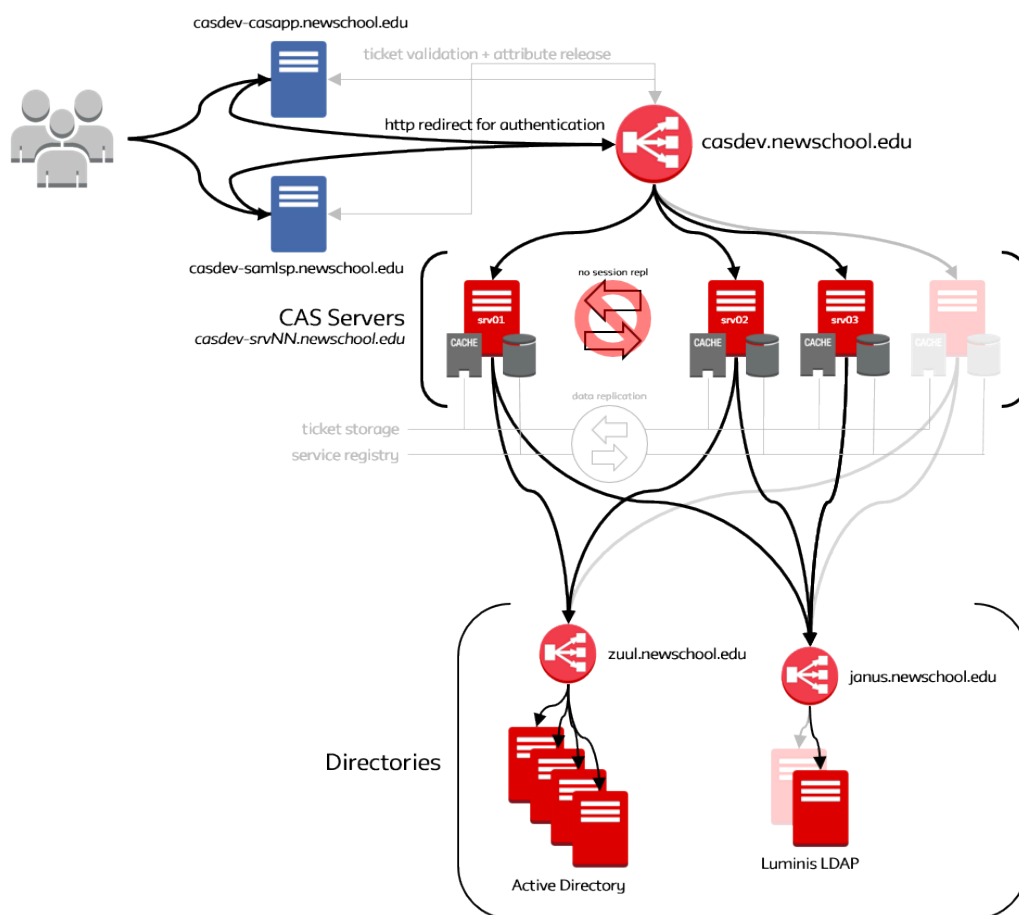 casdev-casapp.newschool.edu
ticket validation + attribute release
http redirect for authentication
casdev.newschool.edu
casdev-samlsp.newschool.edu
no session repl
CAS Servers
casdev-srvNN.newschool.edu
srv01
srv02
srv03
CACHE
CACHE
CACHE
CACHE
data replication
ticket storage
service registry
zuul.newschool.edu
janus.newschool.edu
Directories
Luminis LDAP
Active Directory